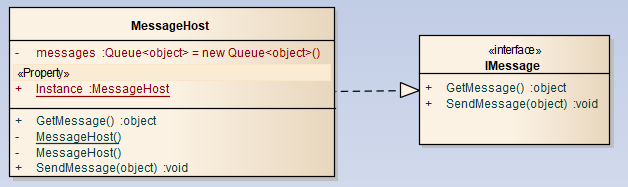 MessageHost
- messages :Queue<object> = new Queue<object>()
«Property»
+ Instance :MessageHost
+ GetMessage() :object
- MessageHost()
- MessageHost()
+ SendMessage(object) :void
«interface»
IMessage
+ GetMessage() :object
+ SendMessage(object) :void